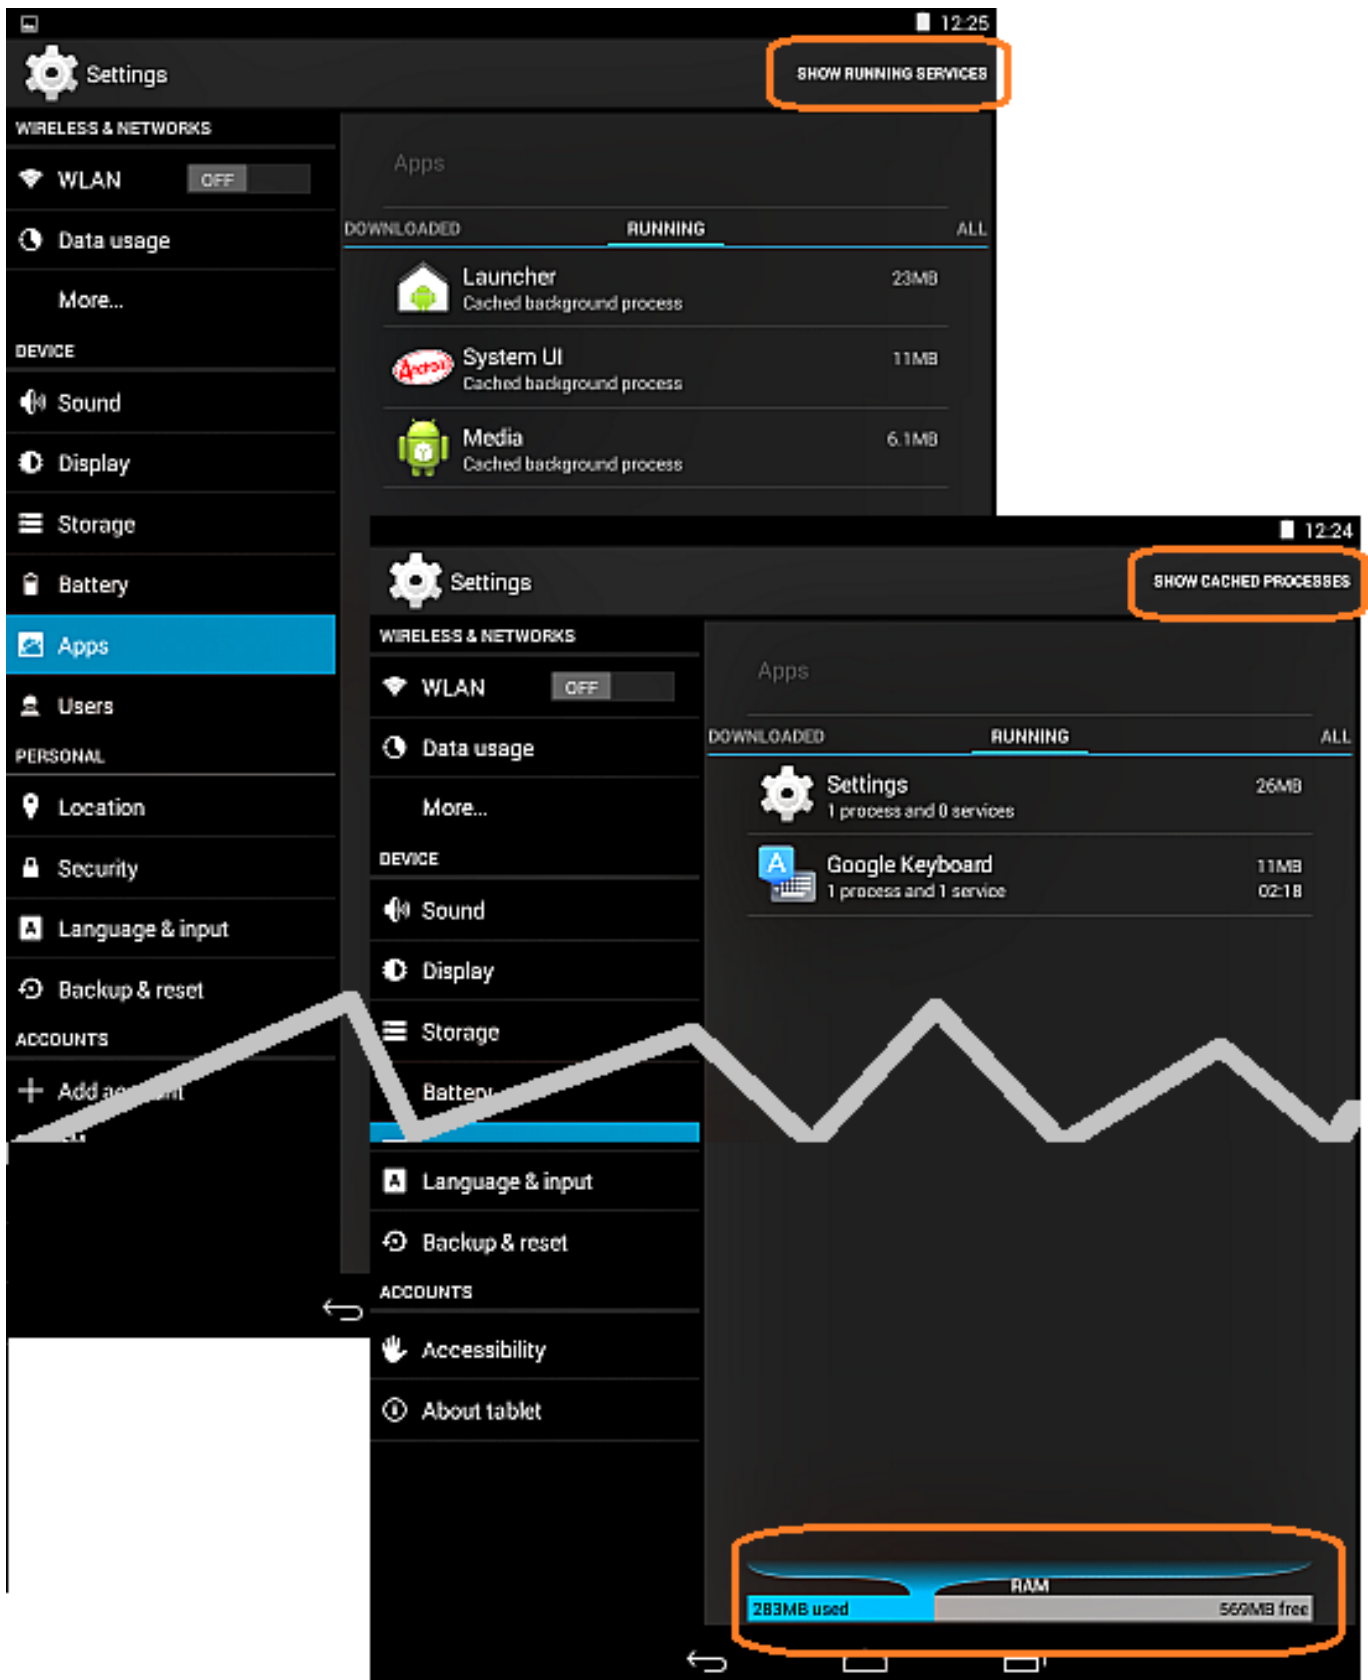 12:25
Settings
SHOW RUNNING SERVICES
WIRELESS & NETWORKS
WLAN
OFF
Data usage
More...
DEVICE
Sound
Display
Storage
Battery
Apps
Users
PERSONAL
Location
Security
Language & input
Backup & reset
ACCOUNTS
Add account
Apps
DOWNLOADED
RUNNING
ALL
Launcher
23MB
Cached background process
System UI
11MB
Cached background process
Media
6.1MB
Cached background process
12:24
Settings
SHOW CACHED PROCESSES
WIRELESS & NETWORKS
WLAN
OFF
Data usage
More...
DEVICE
Sound
Display
Storage
Battery
Language & input
Backup & reset
ACCOUNTS
Accessibility
About tablet
Apps
DOWNLOADED
RUNNING
ALL
Settings
26MB
1 process and 0 services
Google Keyboard
11MB
1 process and 1 service
02:18
RAM
283MB used
569MB free